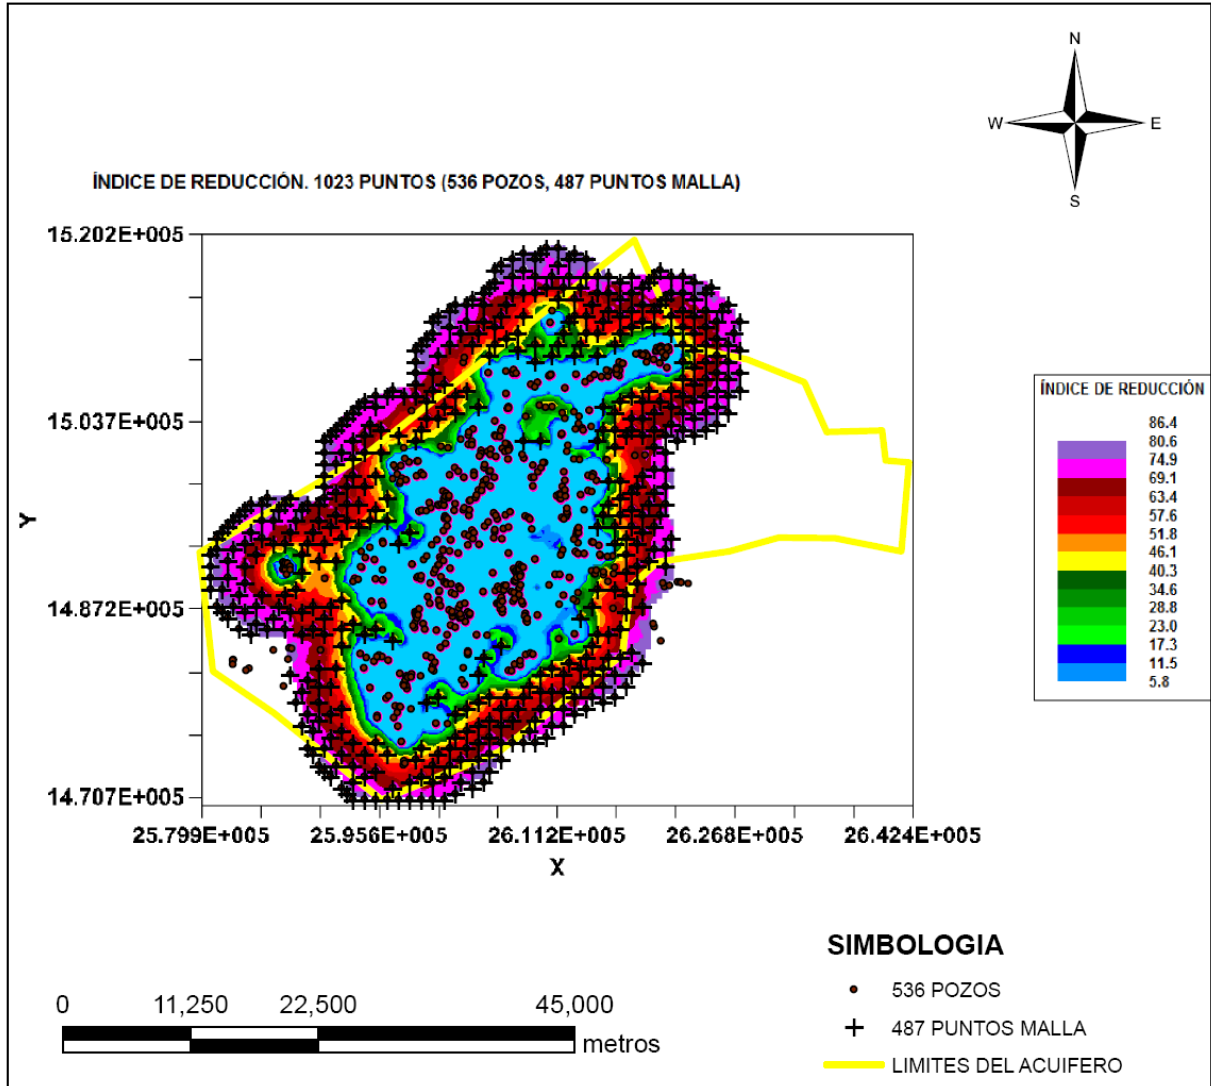 N
W
E
S
ÍNDICE DE REDUCCIÓN. 1023 PUNTOS (536 POZOS, 487 PUNTOS MALLA)
15.202E+005
15.037E+005
14.872E+005
14.707E+005
Y
25.799E+005
25.956E+005
26.112E+005
26.268E+005
26.424E+005
X
ÍNDICE DE REDUCCIÓN
86.4
80.6
74.9
69.1
63.4
57.6
51.8
46.1
40.3
34.6
28.8
23.0
17.3
11.5
5.8
SIMBOLOGIA
536 POZOS
487 PUNTOS MALLA
LIMITES DEL ACUIFERO
0 11,250 22,500 45,000
metros